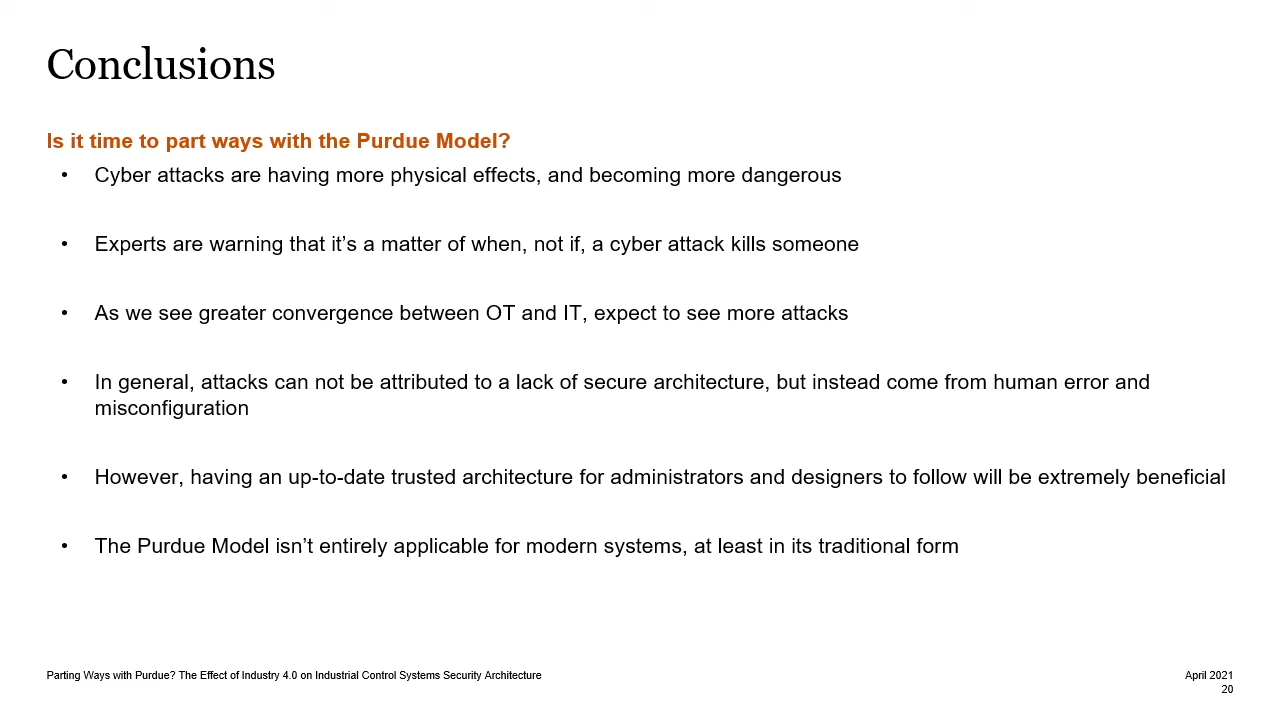 Conclusions
Is it time to part ways with the Purdue Model?
• Cyber attacks are having more physical effects, and becoming more dangerous
• Experts are warning that it’s a matter of when, not if, a cyber attack kills someone
• As we see greater convergence between OT and IT, expect to see more attacks
• In general, attacks can not be attributed to a lack of secure architecture, but instead come from human error and
misconfiguration
• However, having an up-to-date trusted architecture for administrators and designers to follow will be extremely beneficial
• The Purdue Model isn’t entirely applicable for modern systems, at least in its traditional form
Parting Ways with Purdue? The Effect of Industry 4.0 on Industrial Control Systems Security Architecture
April 2021
20